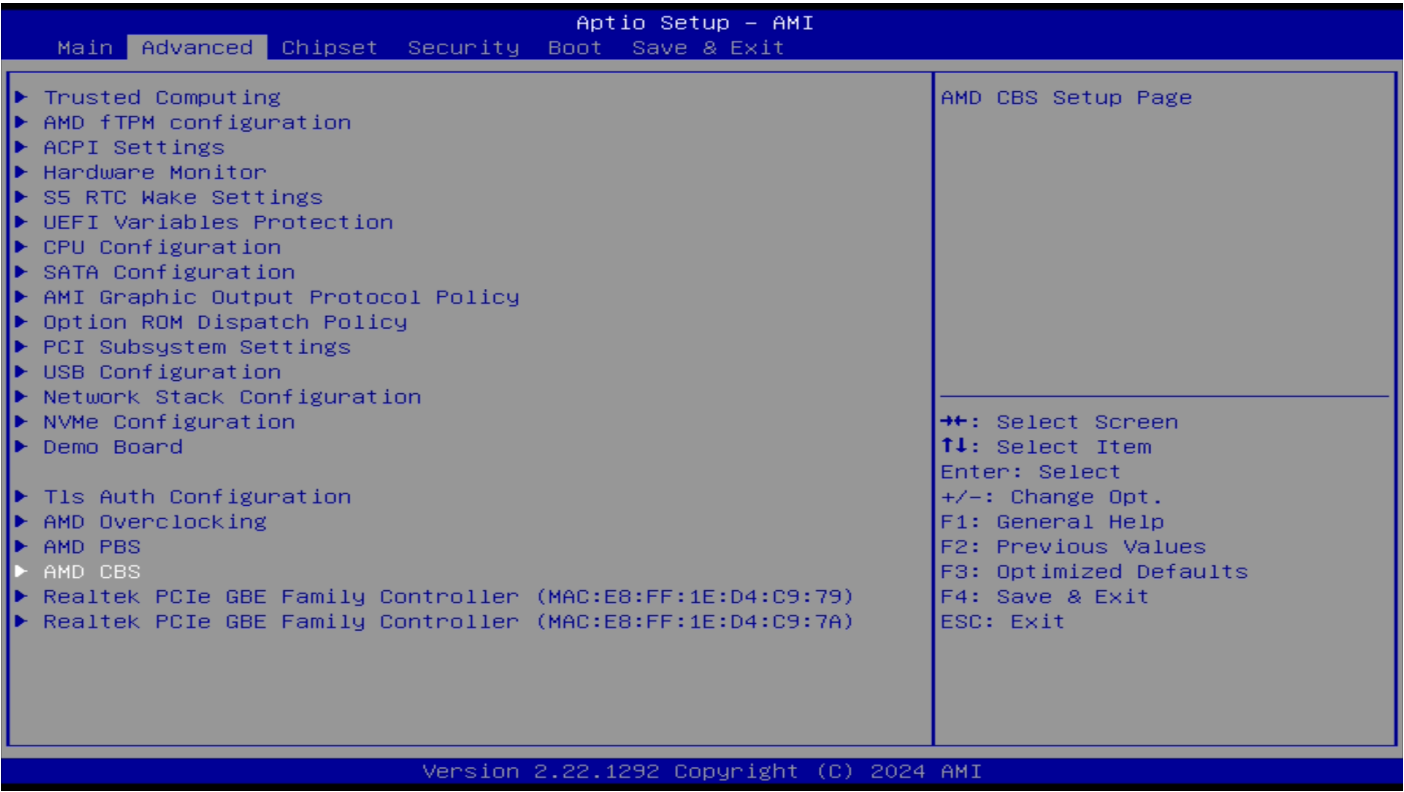 Aptio Setup - AMI
Main Advanced Chipset Security Boot Save & Exit
▶ Trusted Computing
▶ AMD fTPM configuration
▶ ACPI Settings
▶ Hardware Monitor
▶ S5 RTC Wake Settings
▶ UEFI Variables Protection
▶ CPU Configuration
▶ SATA Configuration
▶ AMI Graphic Output Protocol Policy
▶ Option ROM Dispatch Policy
▶ PCI Subsystem Settings
▶ USB Configuration
▶ Network Stack Configuration
▶ NVMe Configuration
▶ Demo Board
▶ Tls Auth Configuration
▶ AMD Overclocking
▶ AMD PBS
▶ AMD CBS
▶ Realtek PCIe GBE Family Controller (MAC:E8:FF:1E:D4:C9:79)
▶ Realtek PCIe GBE Family Controller (MAC:E8:FF:1E:D4:C9:7A)
AMD CBS Setup Page
→←: Select Screen
↑↓: Select Item
Enter: Select
+/-: Change Opt.
F1: General Help
F2: Previous Values
F3: Optimized Defaults
F4: Save & Exit
ESC: Exit
Version 2.22.1292 Copyright (C) 2024 AMI